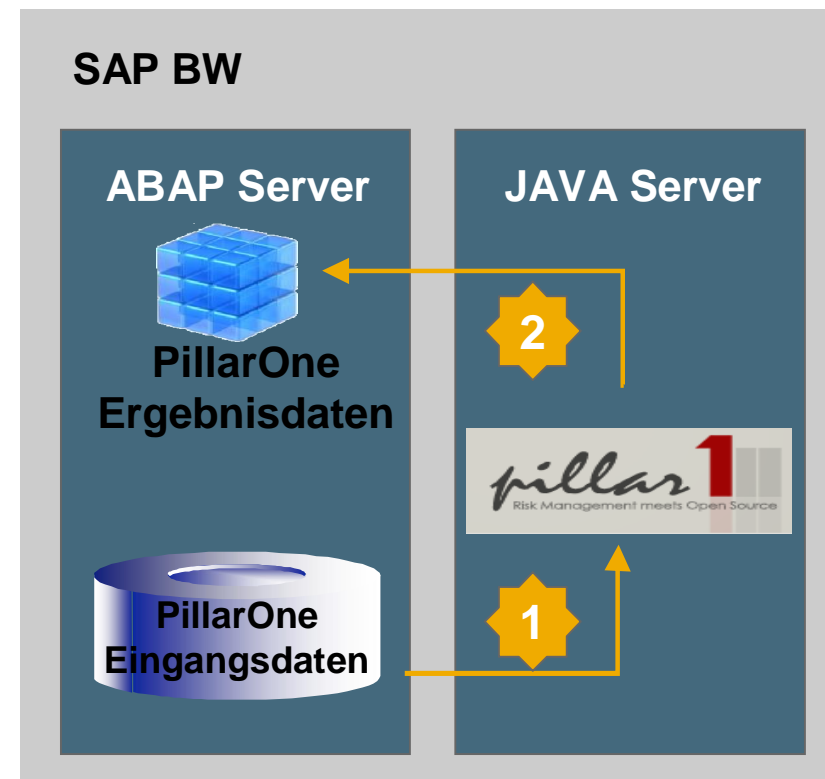 SAP BW
ABAP Server
PillarOne
Ergebnisdaten
PillarOne
Eingangsdaten
JAVA Server
2
pillar 1
Risk Management meets Open Source
1